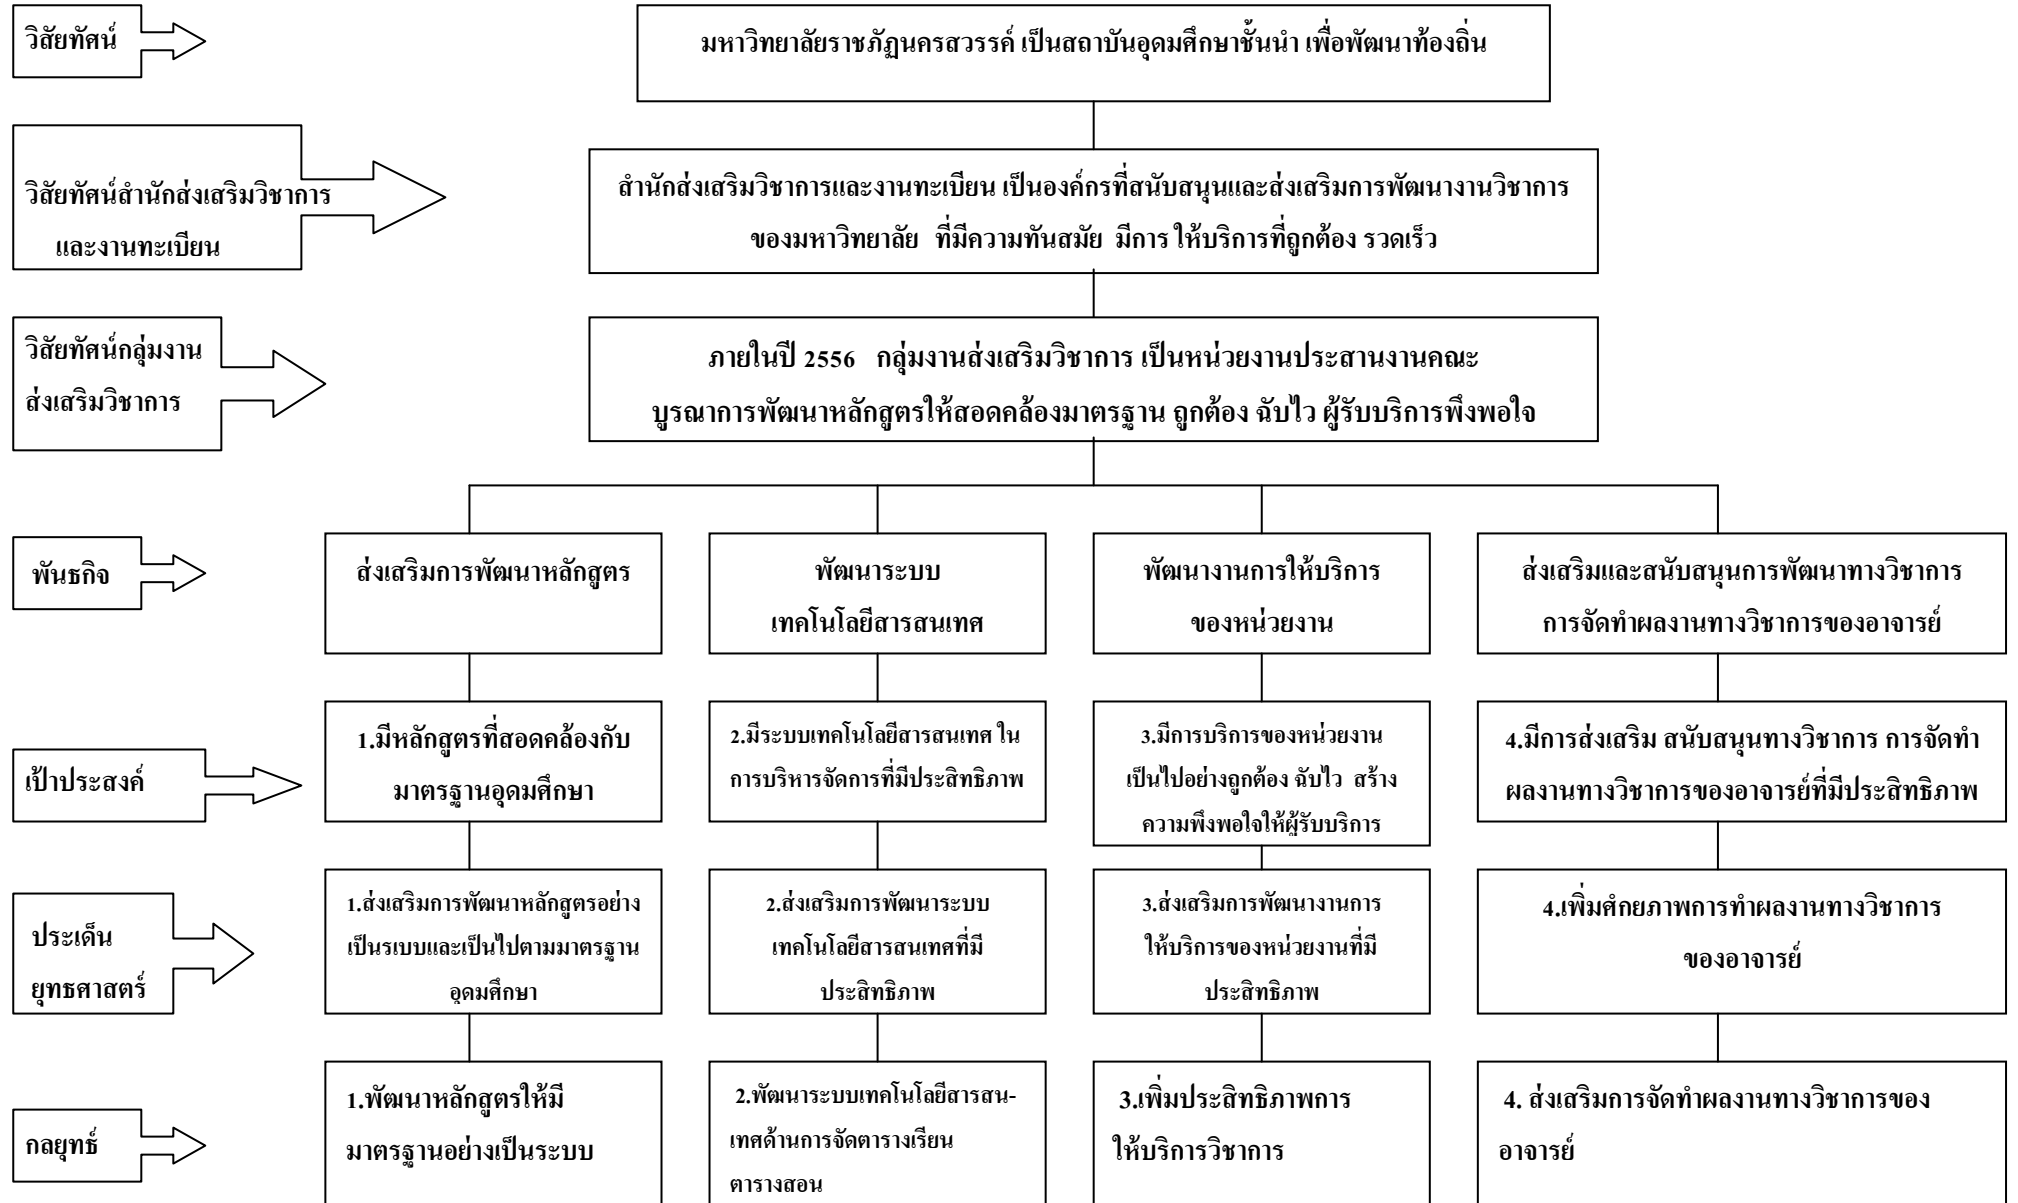 วิสัยทัศน์
มหาวิทยาลัยราชภัฏนครสวรรค์ เป็นสถาบันอุดมศึกษาชั้นนำ เพื่อพัฒนาท้องถิ่น
วิสัยทัศน์สำนักส่งเสริมวิชาการ
และงานทะเบียน
สำนักส่งเสริมวิชาการและงานทะเบียน เป็นองค์กรที่สนับสนุนและส่งเสริมการพัฒนางานวิชาการ
ของมหาวิทยาลัย ที่มีความทันสมัย มีการ ให้บริการที่ถูกต้อง รวดเร็ว
วิสัยทัศน์กลุ่มงาน
ส่งเสริมวิชาการ
ภายในปี 2556 กลุ่มงานส่งเสริมวิชาการ เป็นหน่วยงานประสานงานคณะ
บูรณาการพัฒนาหลักสูตรให้สอดคล้องมาตรฐาน ถูกต้อง ฉับไว ผู้รับบริการพึงพอใจ
พันธกิจ
ส่งเสริมการพัฒนาหลักสูตร
พัฒนาระบบ
เทคโนโลยีสารสนเทศ
พัฒนางานการให้บริการ
ของหน่วยงาน
ส่งเสริมและสนับสนุนการพัฒนาทางวิชาการ
การจัดทำผลงานทางวิชาการของอาจารย์
เป้าประสงค์
1.มีหลักสูตรที่สอดคล้องกับ
มาตรฐานอุดมศึกษา
2.มีระบบเทคโนโลยีสารสนเทศ ใน
การบริหารจัดการที่มีประสิทธิภาพ
3.มีการบริการของหน่วยงาน
เป็นไปอย่างถูกต้อง ฉับไว สร้าง
ความพึงพอใจให้ผู้รับบริการ
4.มีการส่งเสริม สนับสนุนทางวิชาการ การจัดทำ
ผลงานทางวิชาการของอาจารย์ที่มีประสิทธิภาพ
ประเด็น
ยุทธศาสตร์
1.ส่งเสริมการพัฒนาหลักสูตรอย่าง
เป็นระบบและเป็นไปตามมาตรฐาน
อุดมศึกษา
2.ส่งเสริมการพัฒนาระบบ
เทคโนโลยีสารสนเทศที่มี
ประสิทธิภาพ
3.ส่งเสริมการพัฒนางานการ
ให้บริการของหน่วยงานที่มี
ประสิทธิภาพ
4.เพิ่มศักยภาพการทำผลงานทางวิชาการ
ของอาจารย์
กลยุทธ์
1.พัฒนาหลักสูตรให้มี
มาตรฐานอย่างเป็นระบบ
2.พัฒนาระบบเทคโนโลยีสารสน-
เทศด้านการจัดตารางเรียน
ตารางสอน
3.เพิ่มประสิทธิภาพการ
ให้บริการวิชาการ
4. ส่งเสริมการจัดทำผลงานทางวิชาการของ
อาจารย์